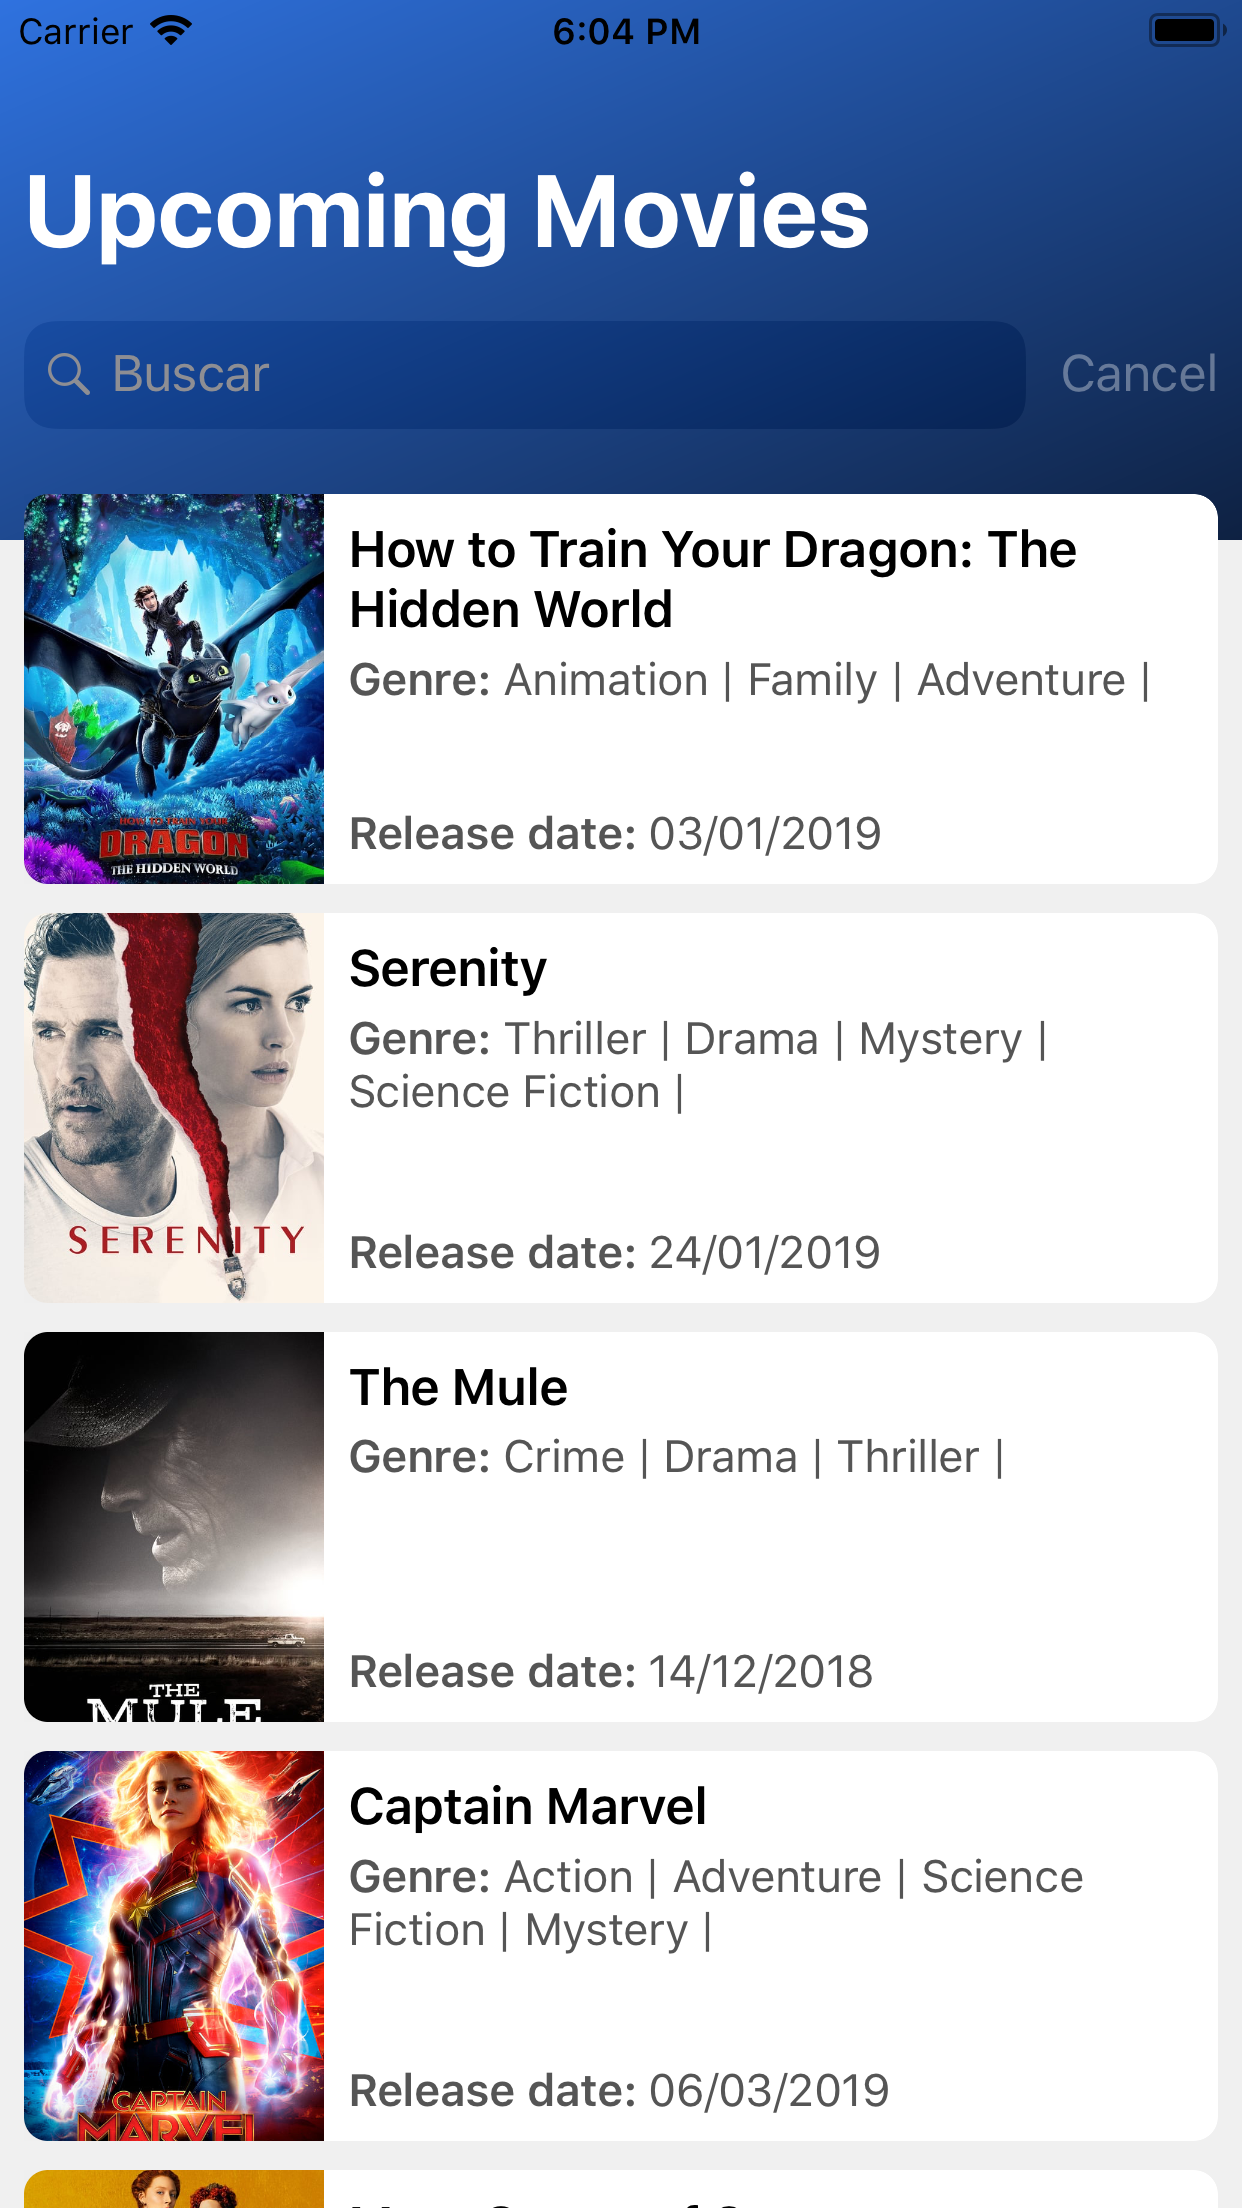 Carrier 6:04 PM
Upcoming Movies
Buscar Cancel
How to Train Your Dragon: The
Hidden World
Genre: Animation | Family | Adventure |
Release date: 03/01/2019
HOW TO TRAIN YOUR
DRAGON
THE HIDDEN WORLD
Serenity
Genre: Thriller | Drama | Mystery |
Science Fiction |
Release date: 24/01/2019
SERENITY
The Mule
Genre: Crime | Drama | Thriller |
Release date: 14/12/2018
THE
MULE
Captain Marvel
Genre: Action | Adventure | Science
Fiction | Mystery |
Release date: 06/03/2019
CAPTAIN
MARVEL